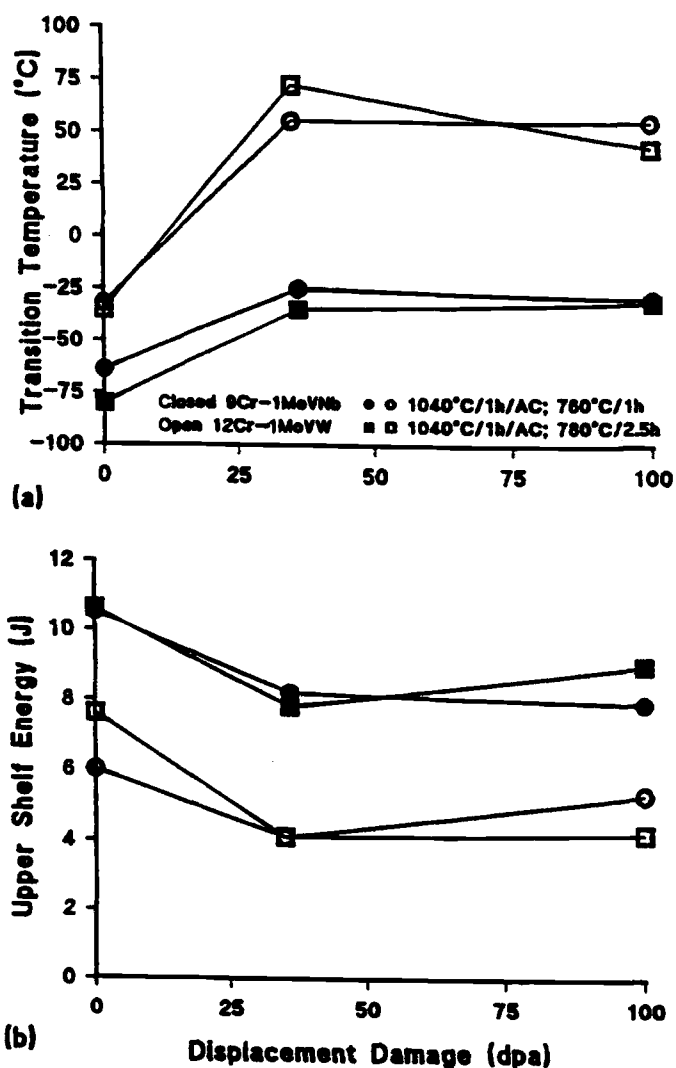 Transition Temperature (°C)
100
75
50
25
0
−25
−50
−75
−100
Closed 9Cr−1MoVNb ● ○ 1040°C/1h/AC; 760°C/1h
Open 12Cr−1MoVW ■ □ 1040°C/1h/AC; 780°C/2.5h
0 25 50 75 100
(a)
Upper Shelf Energy (J)
12
10
8
6
4
2
0
0 25 50 75 100
(b)
Displacement Damage (dpa)